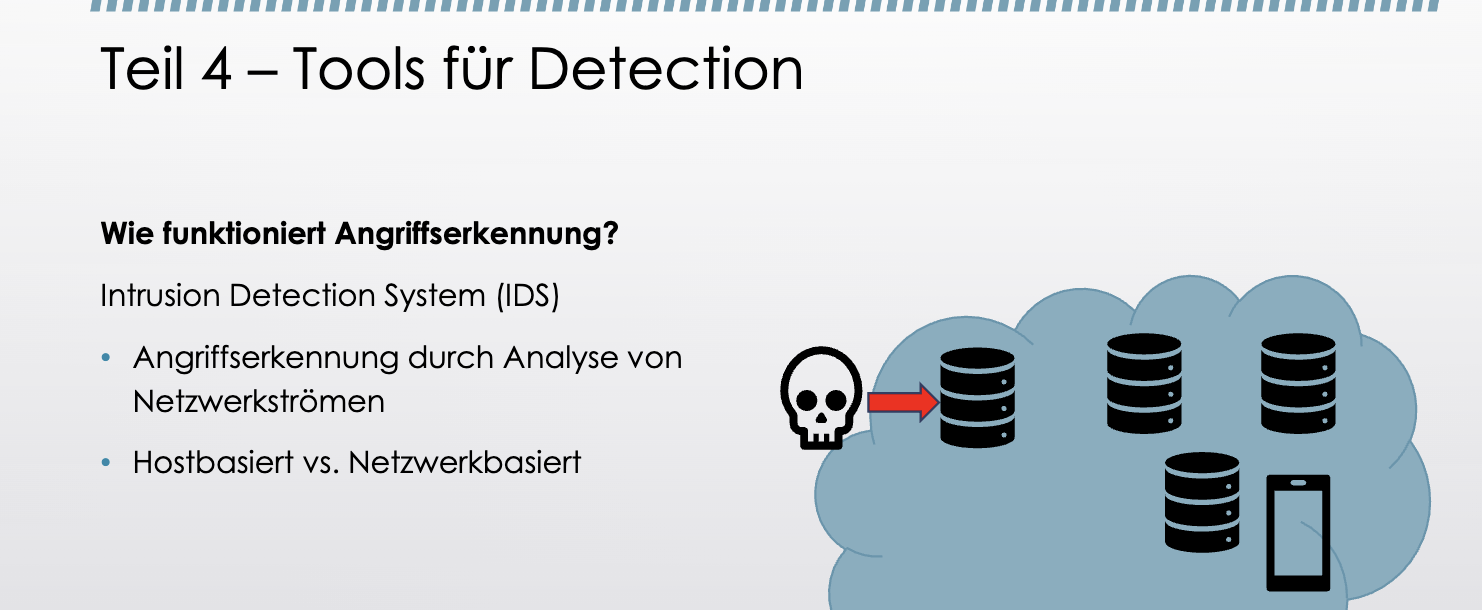 Teil 4 – Tools für Detection
Wie funktioniert Angriffserkennung?
Intrusion Detection System (IDS)
• Angriffserkennung durch Analyse von
Netzwerkströmen
• Hostbasiert vs. Netzwerkbasiert